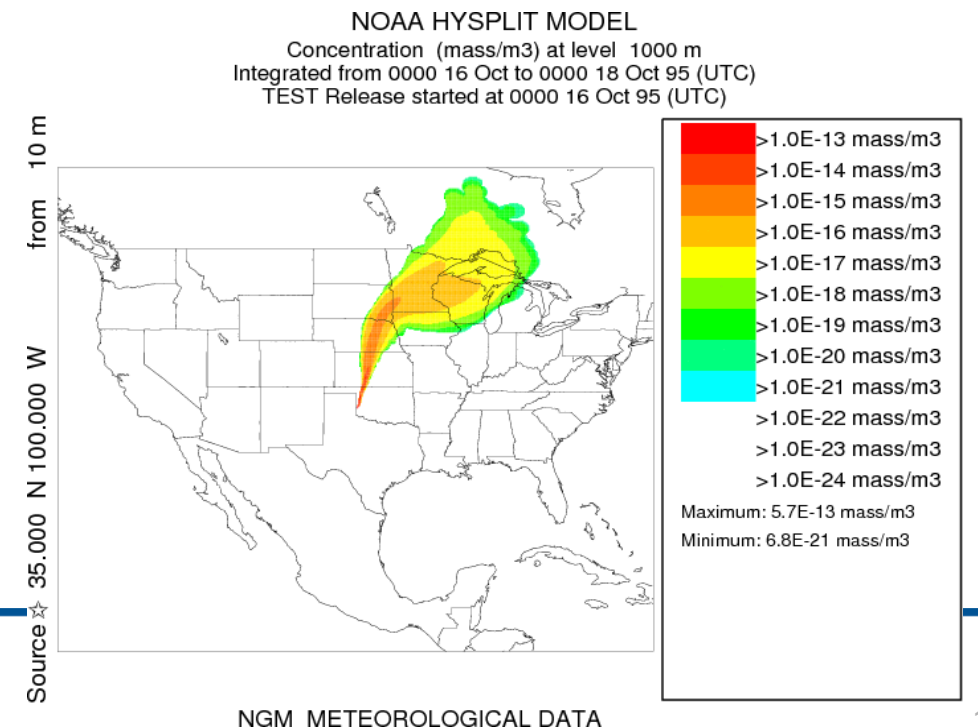 NOAA HYSPLIT MODEL
Concentration (mass/m3) at level 1000 m
Integrated from 0000 16 Oct to 0000 18 Oct 95 (UTC)
TEST Release started at 0000 16 Oct 95 (UTC)
Source ☆ 35.000 N 100.000 W from 10 m
>1.0E-13 mass/m3
>1.0E-14 mass/m3
>1.0E-15 mass/m3
>1.0E-16 mass/m3
>1.0E-17 mass/m3
>1.0E-18 mass/m3
>1.0E-19 mass/m3
>1.0E-20 mass/m3
>1.0E-21 mass/m3
>1.0E-22 mass/m3
>1.0E-23 mass/m3
>1.0E-24 mass/m3
Maximum: 5.7E-13 mass/m3
Minimum: 6.8E-21 mass/m3
NGM METEOROLOGICAL DATA